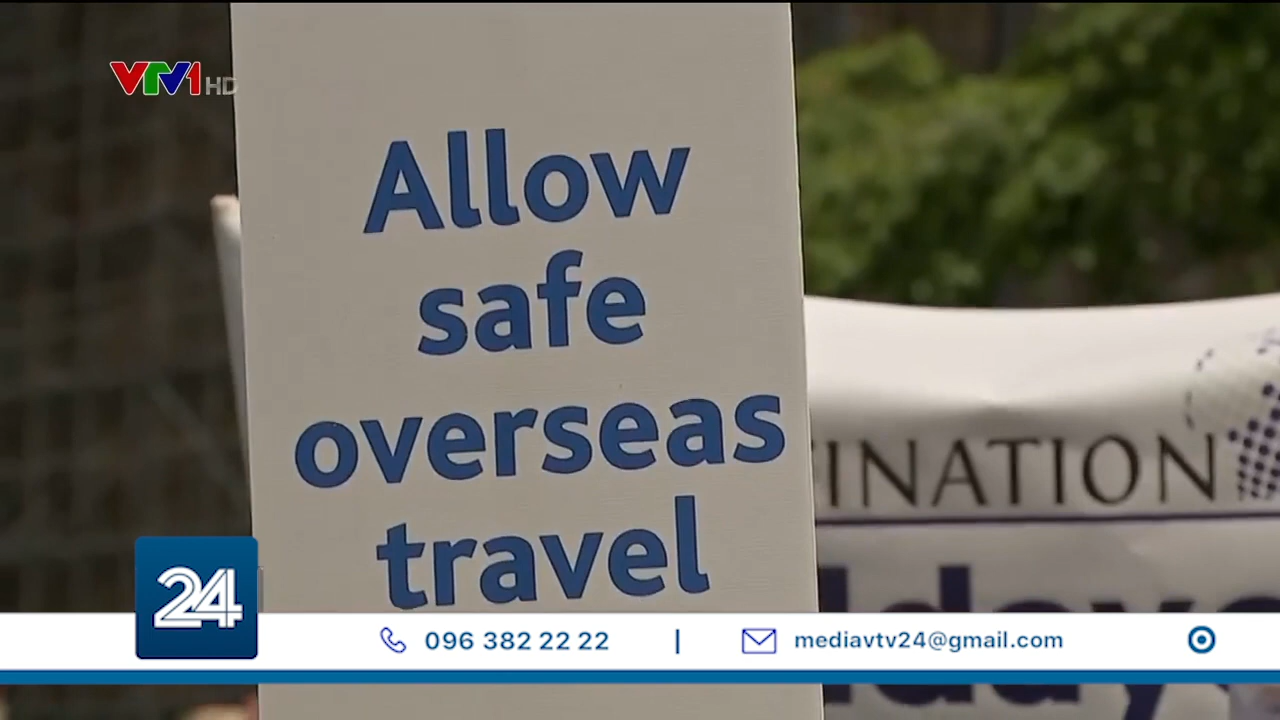 VTV1 HD
Allow
safe
overseas
travel
INATION
24
096 382 22 22 | mediavtv24@gmail.com